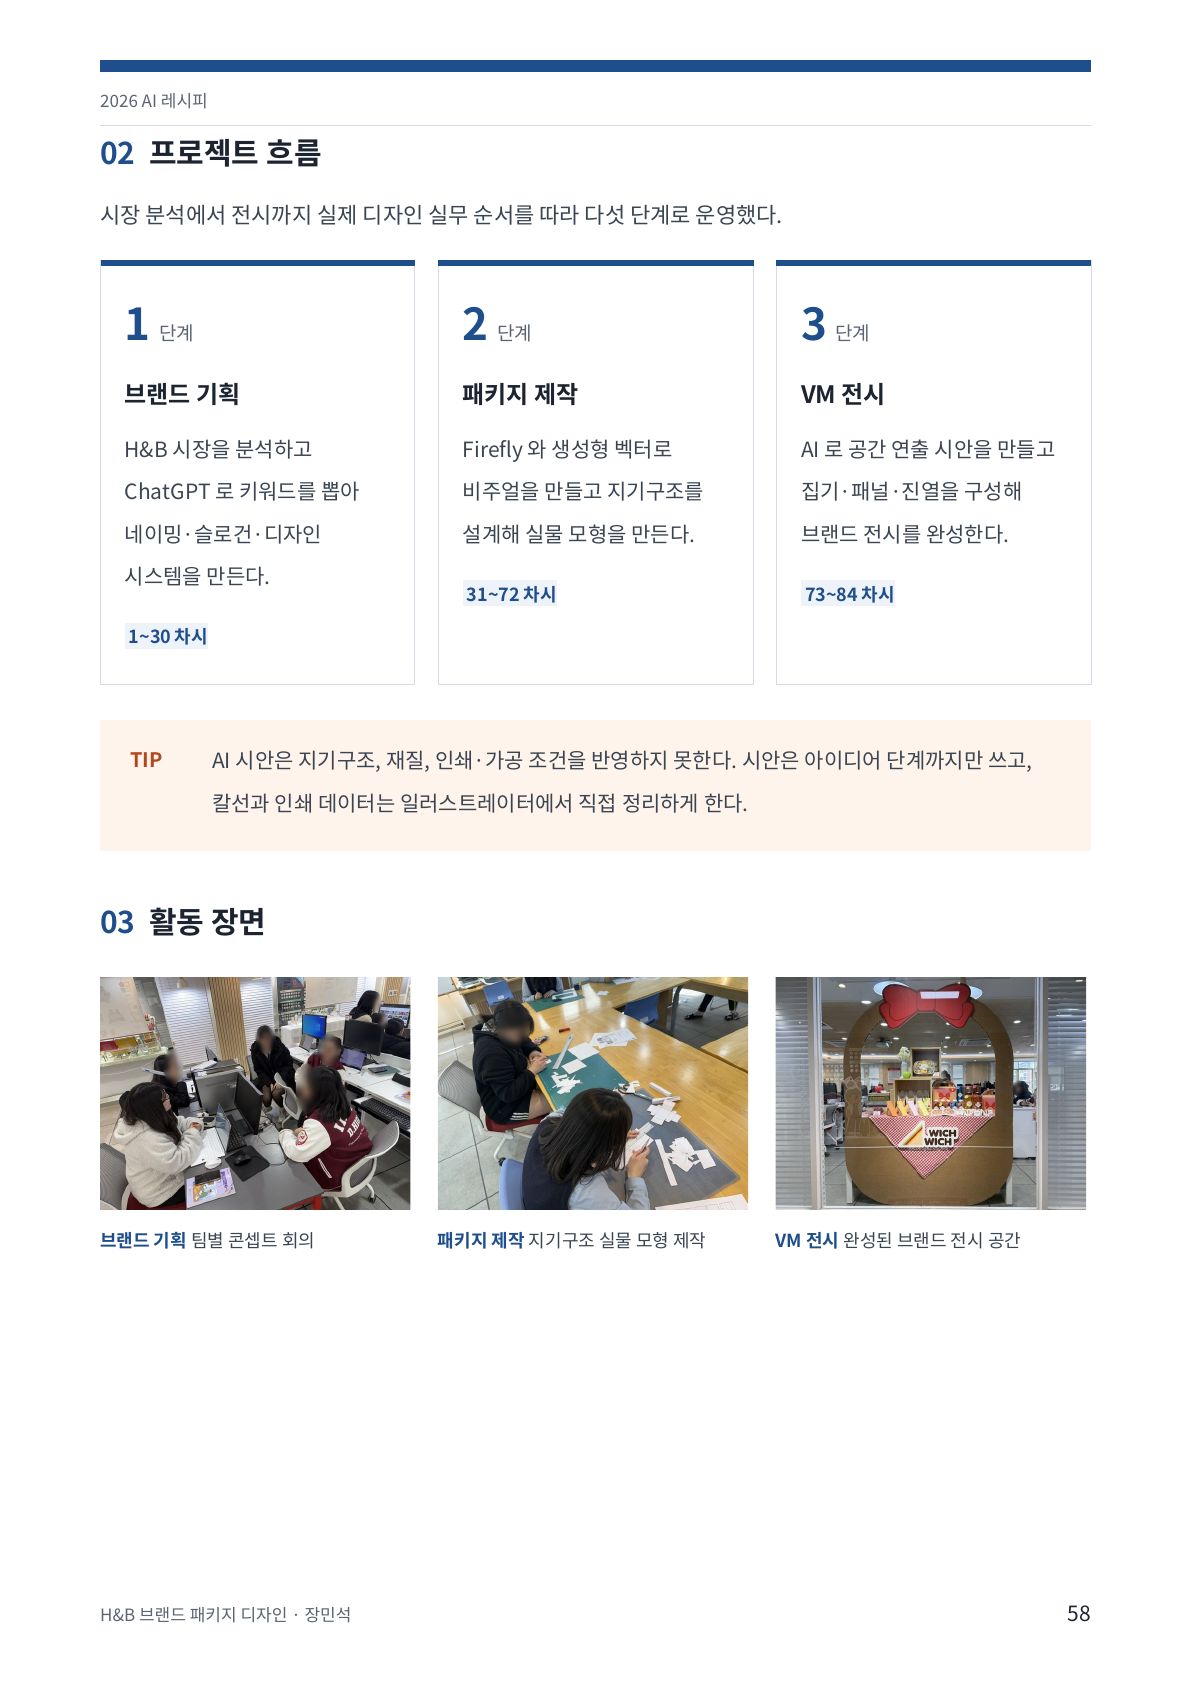 2026 AI 레시피
02 프로젝트 흐름
시장 분석에서 전시까지 실제 디자인 실무 순서를 따라 다섯 단계로 운영했다.
1 단계
브랜드 기획
H&B 시장을 분석하고
ChatGPT 로 키워드를 뽑아
네이밍·슬로건·디자인
시스템을 만든다.
1~30 차시
2 단계
패키지 제작
Firefly 와 생성형 벡터로
비주얼을 만들고 지기구조를
설계해 실물 모형을 만든다.
31~72 차시
3 단계
VM 전시
AI 로 공간 연출 시안을 만들고
집기·패널·진열을 구성해
브랜드 전시를 완성한다.
73~84 차시
TIP
AI 시안은 지기구조, 재질, 인쇄·가공 조건을 반영하지 못한다. 시안은 아이디어 단계까지만 쓰고,
칼선과 인쇄 데이터는 일러스트레이터에서 직접 정리하게 한다.
03 활동 장면
WICH
WICH!
브랜드 기획 팀별 콘셉트 회의
패키지 제작 지기구조 실물 모형 제작
VM 전시 완성된 브랜드 전시 공간
H&B 브랜드 패키지 디자인 · 장민석
58